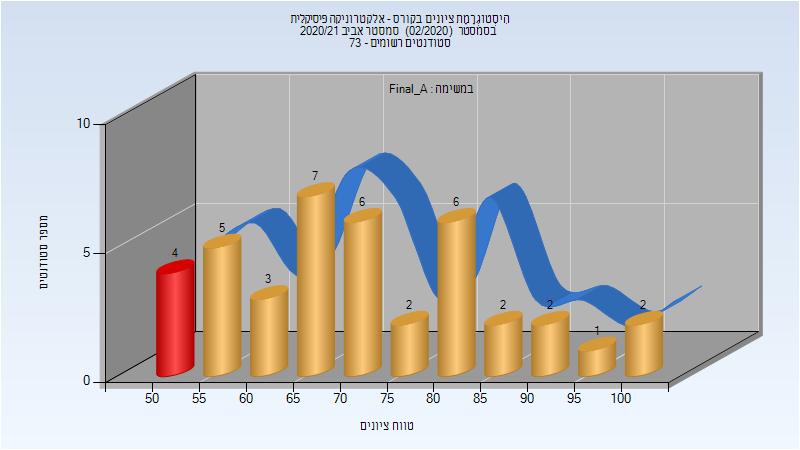 היסטוגרמת ציונים בקורס - אלקטרוניקה פיסיקלית
בסמסטר (02/2020) סמסטר אביב 2020/21
סטודנטים רשומים - 73
במשימה : Final_A
מספר סטודנטים
10
5
0
4
5
3
7
6
2
6
2
2
1
2
50 55 60 65 70 75 80 85 90 95 100
טווח ציונים